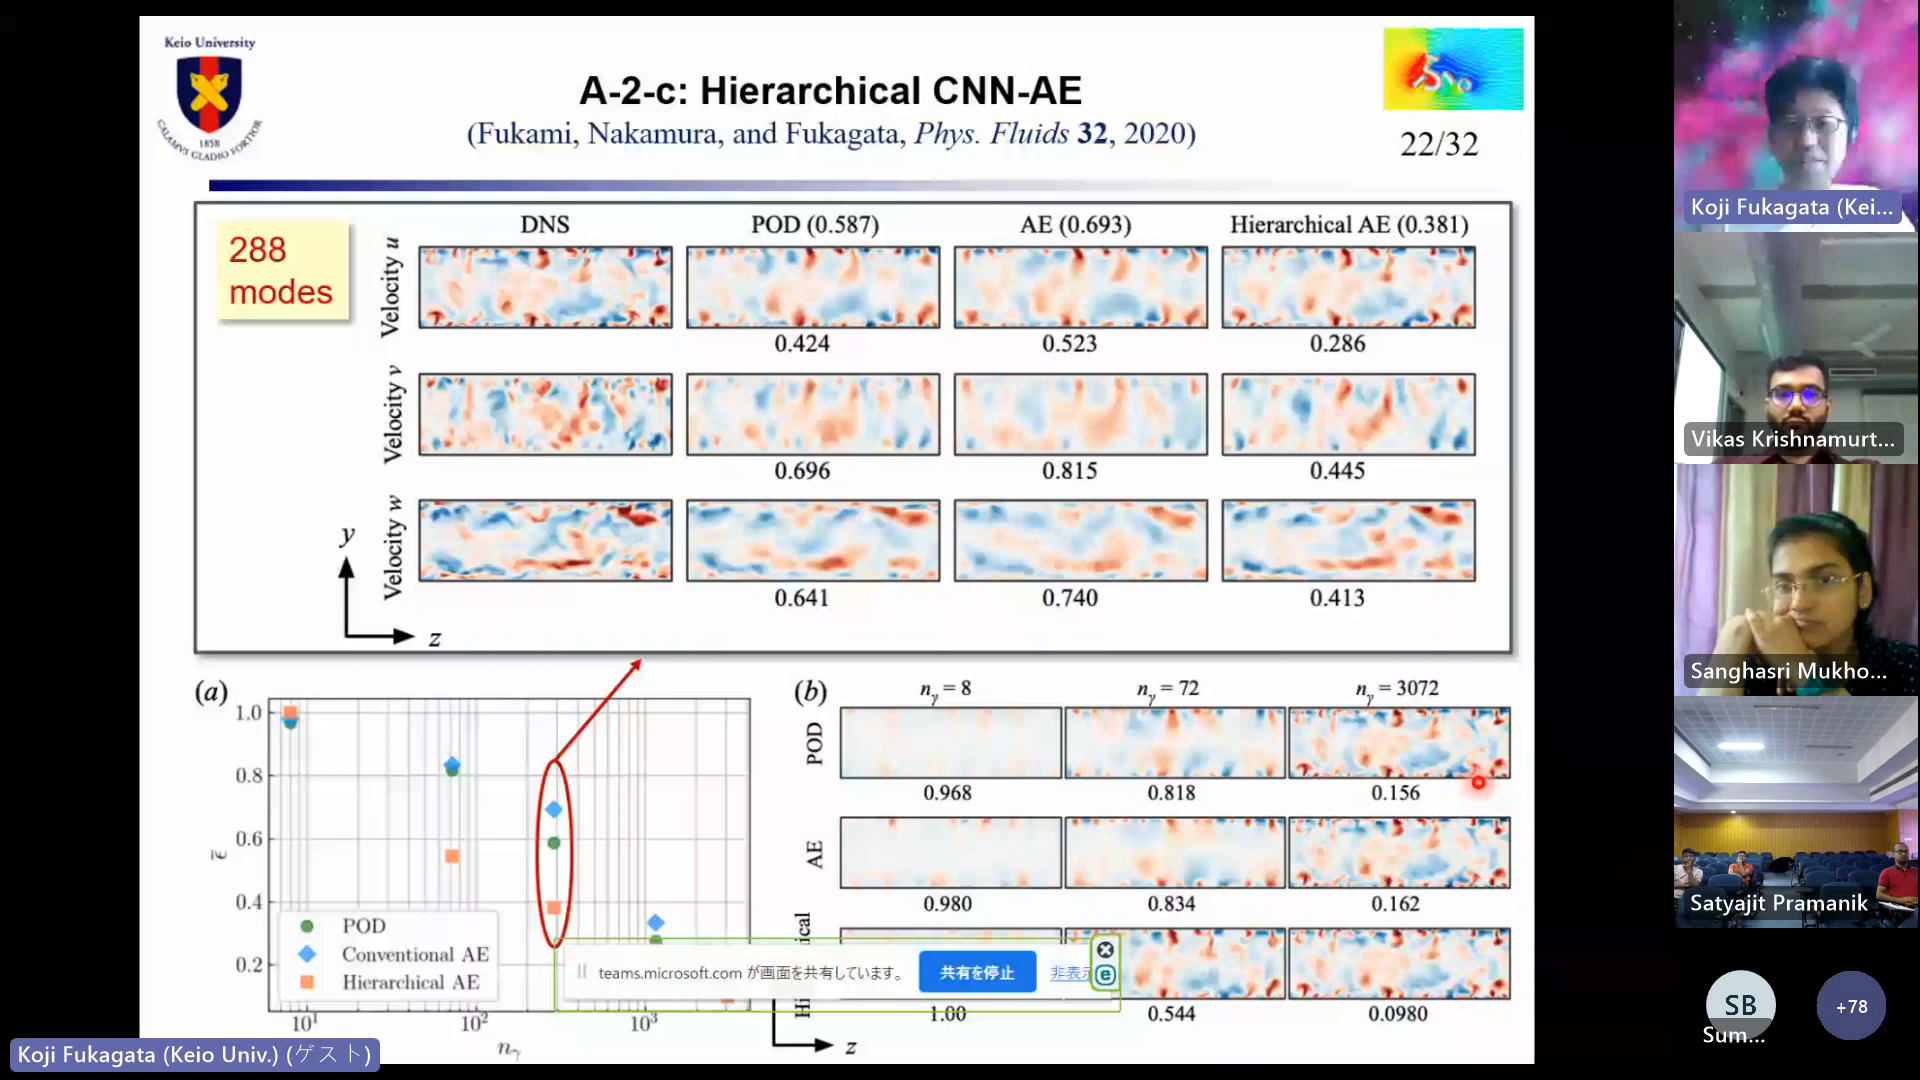 Keio University
1858
CALAMVS GLADIO FORTIOR
A-2-c: Hierarchical CNN-AE
(Fukami, Nakamura, and Fukagata, Phys. Fluids 32, 2020)
22/32
288
modes
DNS
POD (0.587)
AE (0.693)
Hierarchical AE (0.381)
Velocity u
0.424
0.523
0.286
Velocity v
0.696
0.815
0.445
Velocity w
0.641
0.740
0.413
y
z
(a)
1.0
0.8
0.6
0.4
0.2
ϵ̄
POD
Conventional AE
Hierarchical AE
10¹
10²
10³
nγ
(b)
nγ = 8
nγ = 72
nγ = 3072
POD
0.968
0.818
0.156
AE
0.980
0.834
0.162
1.00
0.544
0.0980
z
teams.microsoft.com が画面を共有しています。
共有を停止
非表示
Koji Fukagata (Keio Univ.) (ゲスト)
Koji Fukagata (Kei...
Vikas Krishnamurt...
Sanghasri Mukho...
Satyajit Pramanik
SB
Sum...
+78